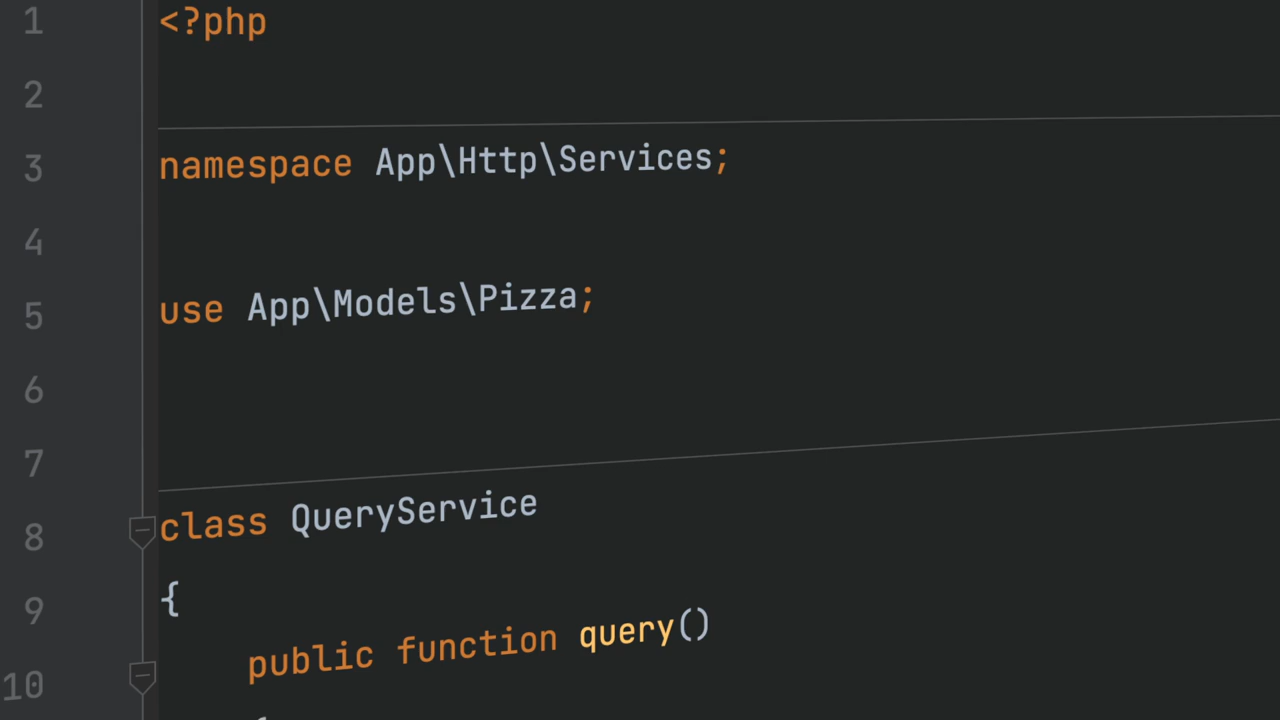 1 <?php
2
3 namespace App\Http\Services;
4
5 use App\Models\Pizza;
6
7
8 class QueryService
9 {
10 public function query()
{